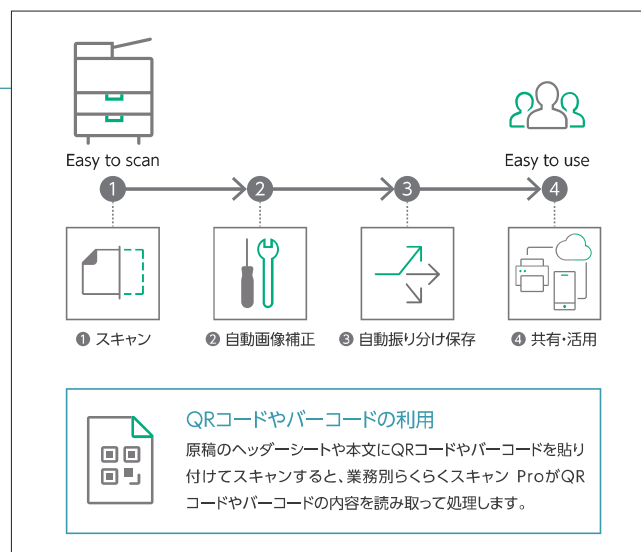 Easy to scan
Easy to use
1 2 3 4
❶ スキャン
❷ 自動画像補正
❸ 自動振り分け保存
❹ 共有・活用
QRコードやバーコードの利用
原稿のヘッダーシートや本文にQRコードやバーコードを貼り
付けてスキャンすると、業務別らくらくスキャン ProがQR
コードやバーコードの内容を読み取って処理します。